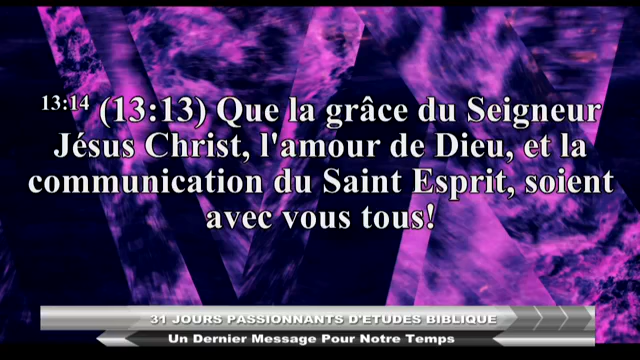 13:14 (13:13) Que la grâce du Seigneur
Jésus Christ, l'amour de Dieu, et la
communication du Saint Esprit, soient
avec vous tous!
31 JOURS PASSIONNANTS D'ETUDES BIBLIQUE
Un Dernier Message Pour Notre Temps